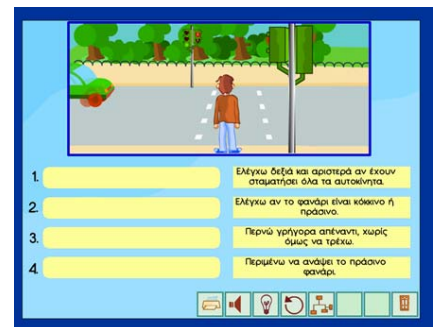 1.
Ελέγχω δεξιά και αριστερά αν έχουν
σταματήσει όλα τα αυτοκίνητα.
2.
Ελέγχω αν το φανάρι είναι κόκκινο ή
πράσινο.
3.
Περνώ γρήγορα απέναντι, χωρίς
όμως να τρέχω.
4.
Περιμένω να ανάψει το πράσινο
φανάρι.